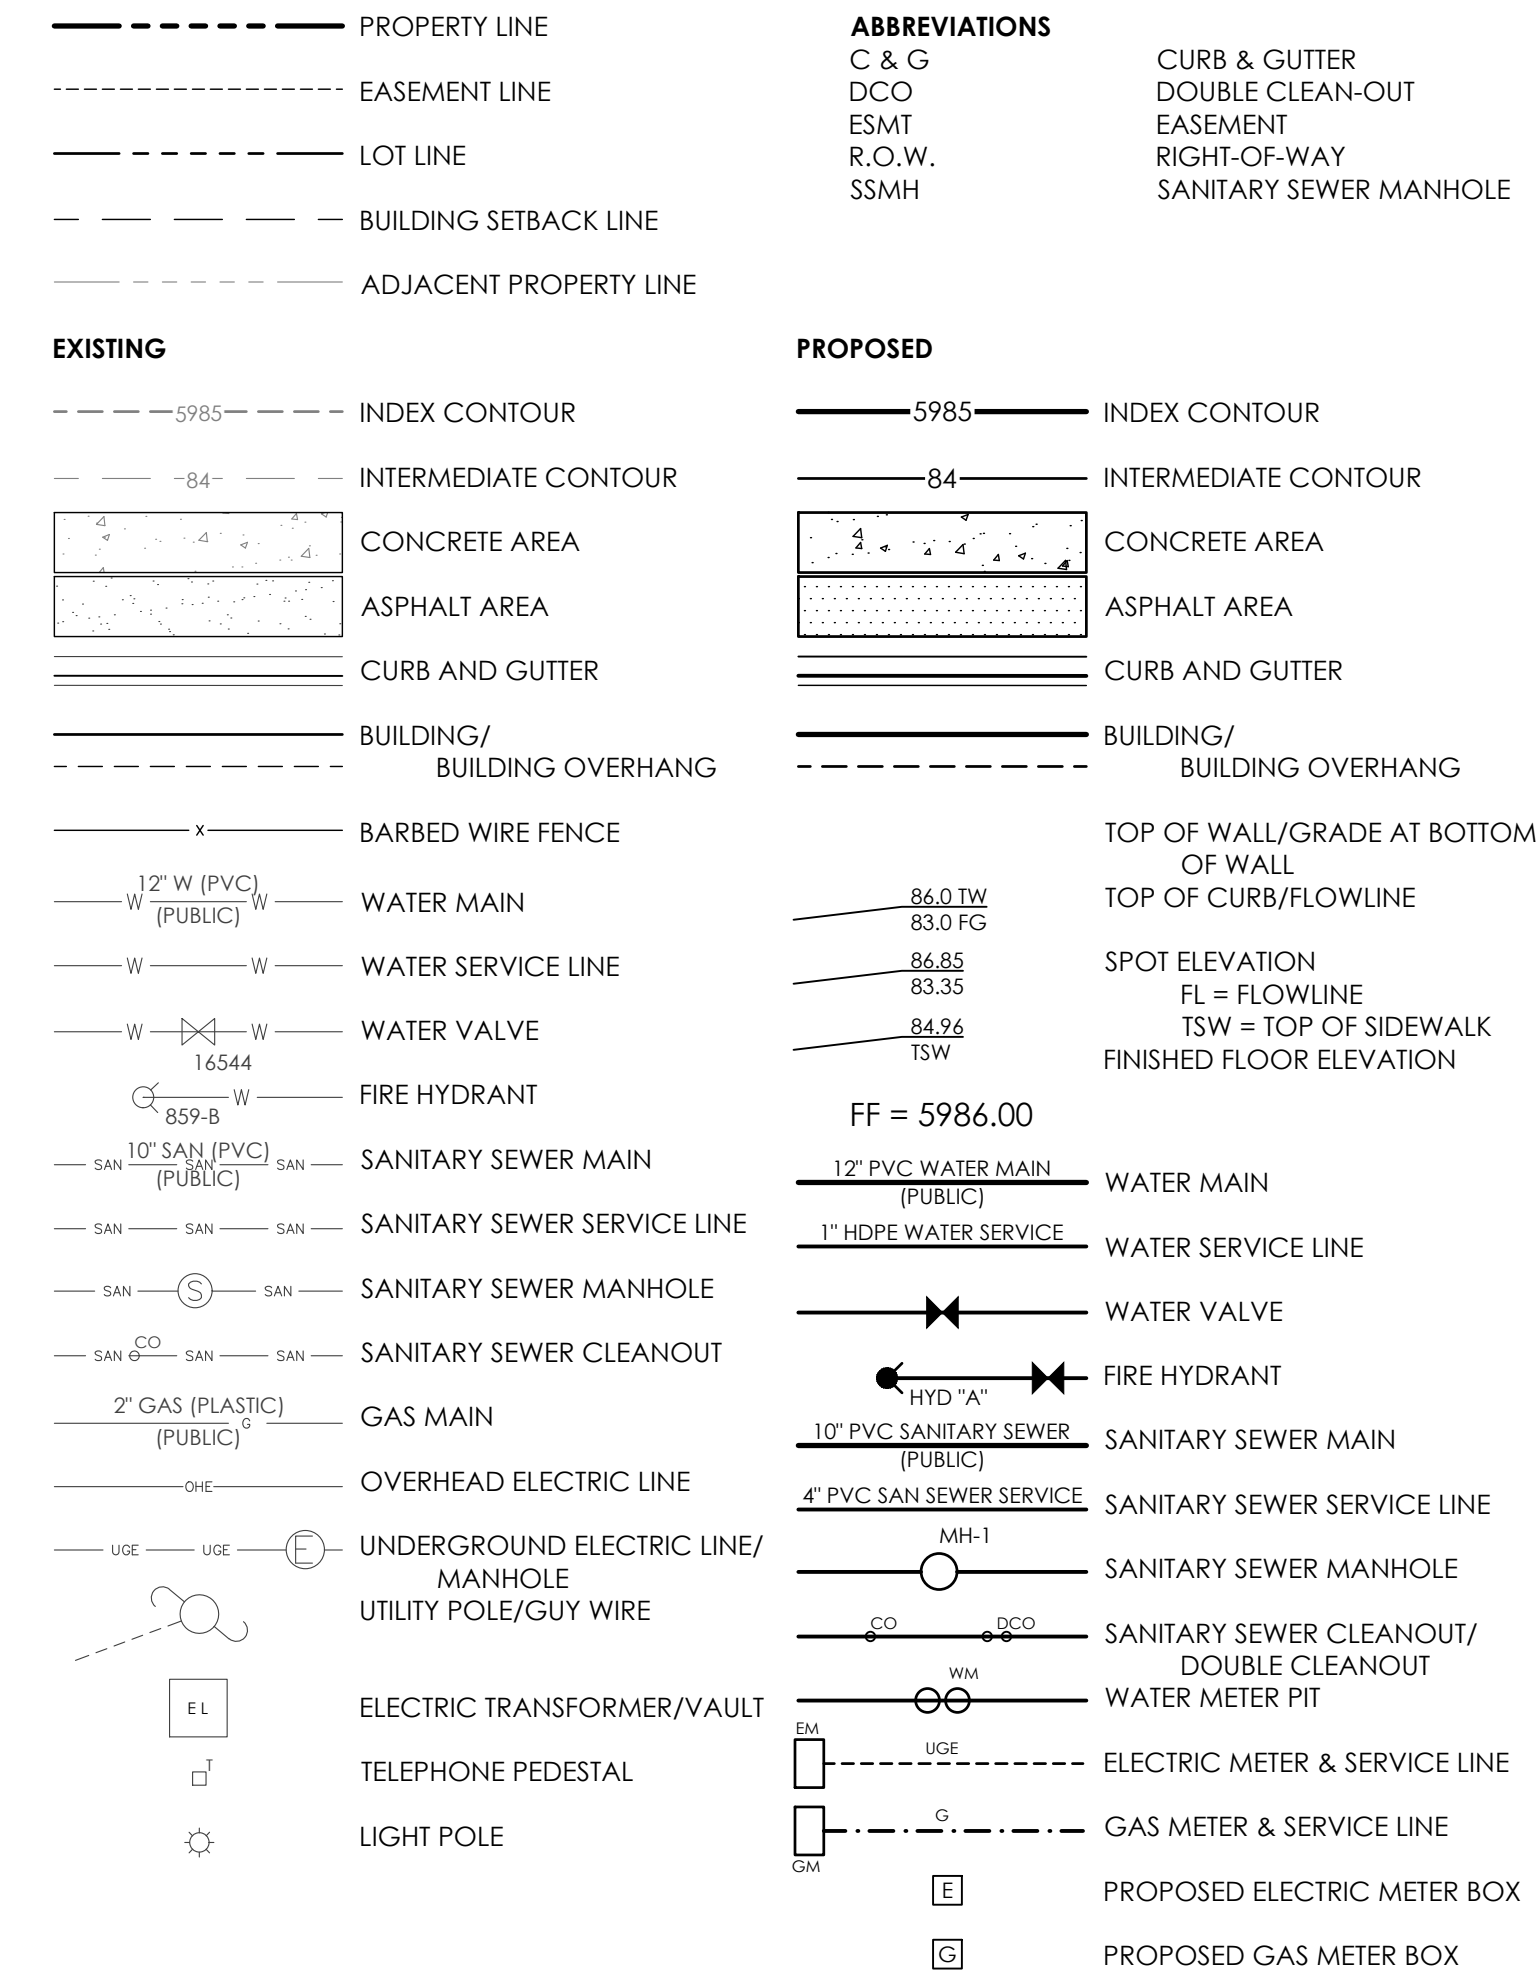 PROPERTY LINE
EASEMENT LINE
LOT LINE
BUILDING SETBACK LINE
ADJACENT PROPERTY LINE
ABBREVIATIONS
C & G CURB & GUTTER
DCO DOUBLE CLEAN-OUT
ESMT EASEMENT
R.O.W. RIGHT-OF-WAY
SSMH SANITARY SEWER MANHOLE
EXISTING
5985 INDEX CONTOUR
84 INTERMEDIATE CONTOUR
CONCRETE AREA
ASPHALT AREA
CURB AND GUTTER
BUILDING/
BUILDING OVERHANG
X BARBED WIRE FENCE
12" W (PVC)
W W WATER MAIN
(PUBLIC)
W W WATER SERVICE LINE
W W WATER VALVE
16544
W FIRE HYDRANT
859-B
10" SAN (PVC)
SAN SAN SAN SANITARY SEWER MAIN
(PUBLIC)
SAN SAN SAN SANITARY SEWER SERVICE LINE
SAN S SAN SANITARY SEWER MANHOLE
CO
SAN SAN SAN SANITARY SEWER CLEANOUT
2" GAS (PLASTIC)
G GAS MAIN
(PUBLIC)
OHE OVERHEAD ELECTRIC LINE
UGE UGE E UNDERGROUND ELECTRIC LINE/
MANHOLE
UTILITY POLE/GUY WIRE
EL ELECTRIC TRANSFORMER/VAULT
T TELEPHONE PEDESTAL
LIGHT POLE
PROPOSED
5985 INDEX CONTOUR
84 INTERMEDIATE CONTOUR
CONCRETE AREA
ASPHALT AREA
CURB AND GUTTER
BUILDING/
BUILDING OVERHANG
TOP OF WALL/GRADE AT BOTTOM
OF WALL
86.0 TW TOP OF CURB/FLOWLINE
83.0 FG
86.85 SPOT ELEVATION
83.35 FL = FLOWLINE
84.96 TSW = TOP OF SIDEWALK
TSW FINISHED FLOOR ELEVATION
FF = 5986.00
12" PVC WATER MAIN
WATER MAIN
(PUBLIC)
1" HDPE WATER SERVICE
WATER SERVICE LINE
WATER VALVE
FIRE HYDRANT
HYD "A"
10" PVC SANITARY SEWER
SANITARY SEWER MAIN
(PUBLIC)
4" PVC SAN SEWER SERVICE
SANITARY SEWER SERVICE LINE
MH-1
SANITARY SEWER MANHOLE
CO DCO SANITARY SEWER CLEANOUT/
DOUBLE CLEANOUT
WM WATER METER PIT
EM
UGE ELECTRIC METER & SERVICE LINE
G GAS METER & SERVICE LINE
GM
E PROPOSED ELECTRIC METER BOX
G PROPOSED GAS METER BOX